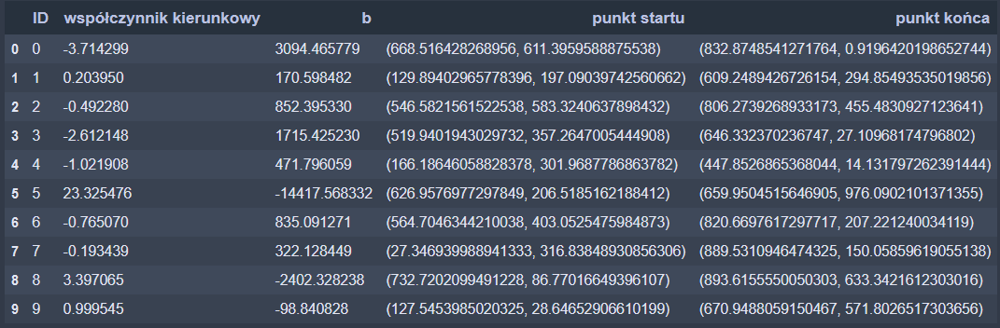 ID współczynnik kierunkowy b punkt startu punkt końca
0 0 -3.714299 3094.465779 (668.516428268956, 611.3959588875538) (832.8748541271764, 0.9196420198652744)
1 1 0.203950 170.598482 (129.89402965778396, 197.09039742560662) (609.2489426726154, 294.85493535019856)
2 2 -0.492280 852.395330 (546.5821561522538, 583.3240637898432) (806.2739268933173, 455.4830927123641)
3 3 -2.612148 1715.425230 (519.9401943029732, 357.2647005444908) (646.332370236747, 27.10968174796802)
4 4 -1.021908 471.796059 (166.18646058828378, 301.9687786863782) (447.8526865368044, 14.131797262391444)
5 5 23.325476 -14417.568332 (626.9576977297849, 206.5185162188412) (659.9504515646905, 976.0902101371355)
6 6 -0.765070 835.091271 (564.7046344210038, 403.0525475984873) (820.6697617297717, 207.221240034119)
7 7 -0.193439 322.128449 (27.346939988941333, 316.83848930856306) (889.5310946474325, 150.05859619055138)
8 8 3.397065 -2402.328238 (732.7202099491228, 86.77016649396107) (893.6155550050303, 633.3421612303016)
9 9 0.999545 -98.840828 (127.5453985020325, 28.64652906610199) (670.9488059150467, 571.8026517303656)